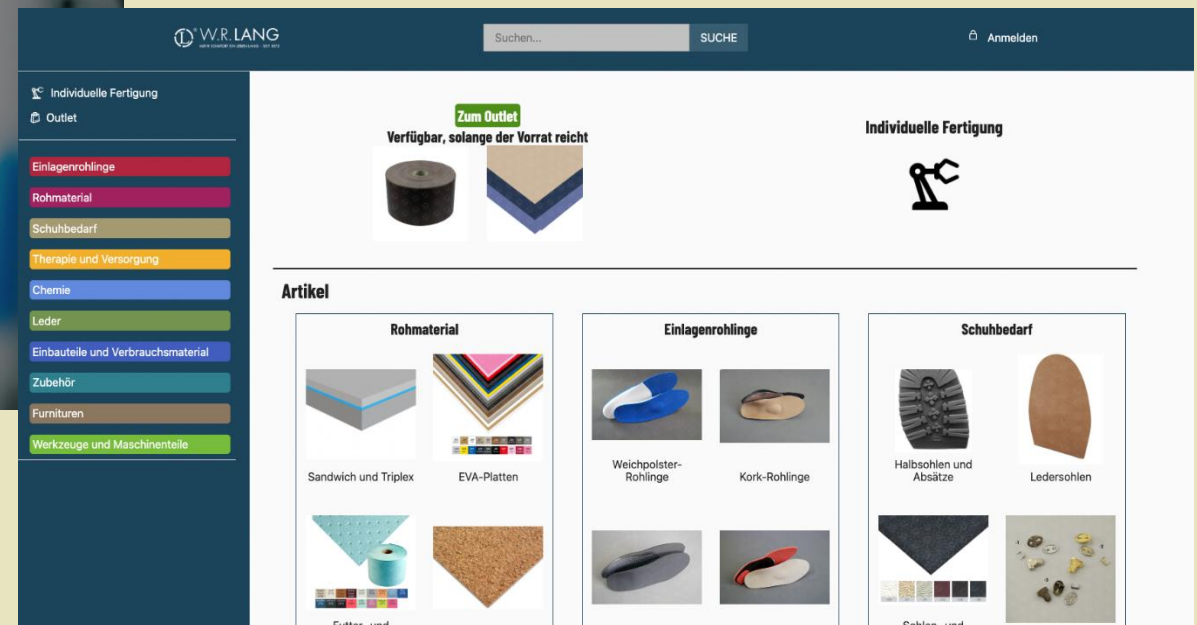 W.R. LANG
Suchen...
SUCHE
Anmelden
Individuelle Fertigung
Outlet
Einlagenrohlinge
Rohmaterial
Schuhbedarf
Therapie und Versorgung
Chemie
Leder
Einbauteile und Verbrauchsmaterial
Zubehör
Furnituren
Werkzeuge und Maschinenteile
Zum Outlet
Verfügbar, solange der Vorrat reicht
Individuelle Fertigung
Artikel
Rohmaterial
Sandwich und Triplex
EVA-Platten
Einlagenrohlinge
Weichpolster-
Rohlinge
Kork-Rohlinge
Schuhbedarf
Halbsohlen und
Absätze
Ledersohlen